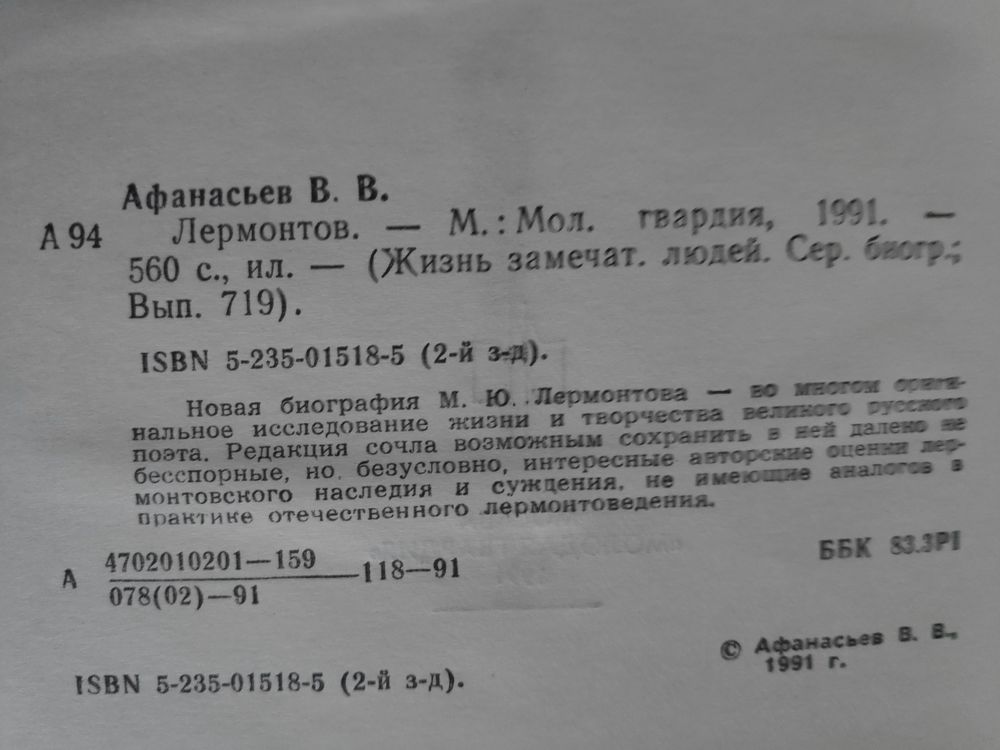 Афанасьев В. В.
А 94 Лермонтов. — М.: Мол. гвардия, 1991. —
560 с., ил. — (Жизнь замечат. людей. Сер. биогр.;
Вып. 719).
ISBN 5-235-01518-5 (2-й з-д).
Новая биография М. Ю. Лермонтова — во многом ориги-
нальное исследование жизни и творчества великого русского
поэта. Редакция сочла возможным сохранить в ней далеко не
бесспорные, но, безусловно, интересные авторские оценки лер-
монтовского наследия и суждения, не имеющие аналогов в
практике отечественного лермонтоведения.
А 4702010201—159
078(02)—91
118—91
ББК 83.3Р1
© Афанасьев В. В.,
1991 г.
ISBN 5-235-01518-5 (2-й з-д).